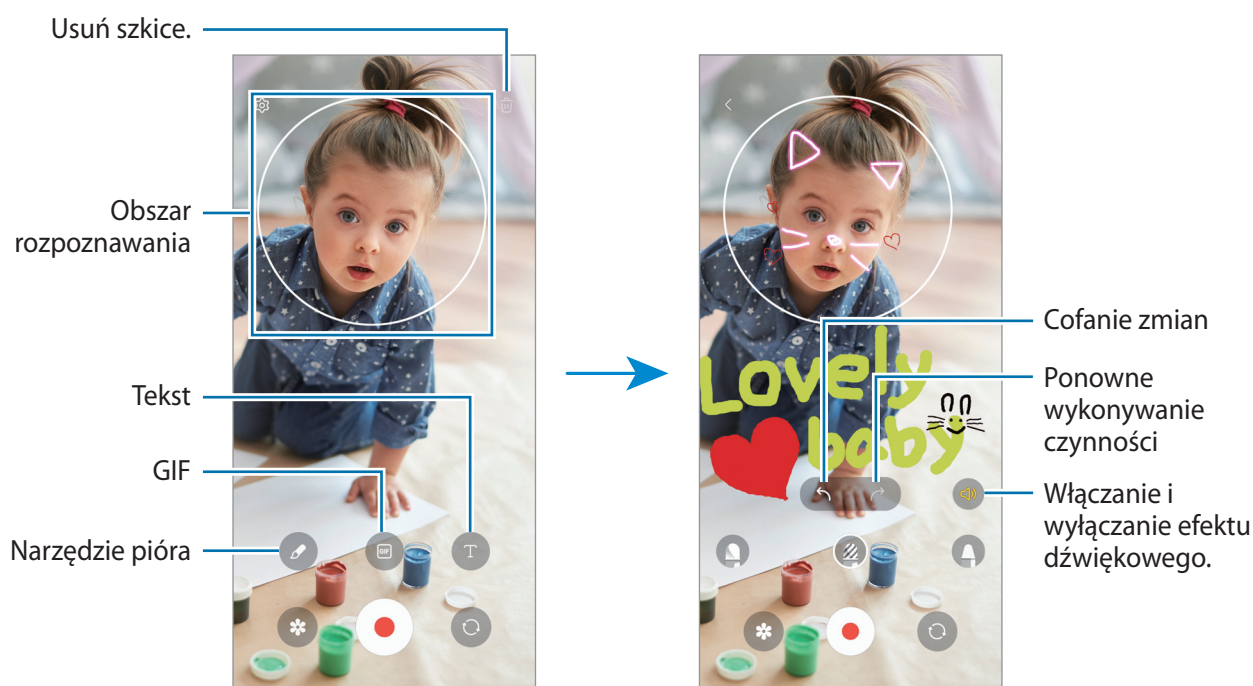 Usuń szkice.
Obszar
rozpoznawania
Tekst
GIF
Narzędzie pióra
GIF
T
Lovely
baby
Cofanie zmian
Ponowne
wykonywanie
czynności
Włączanie i
wyłączanie efektu
dźwiękowego.